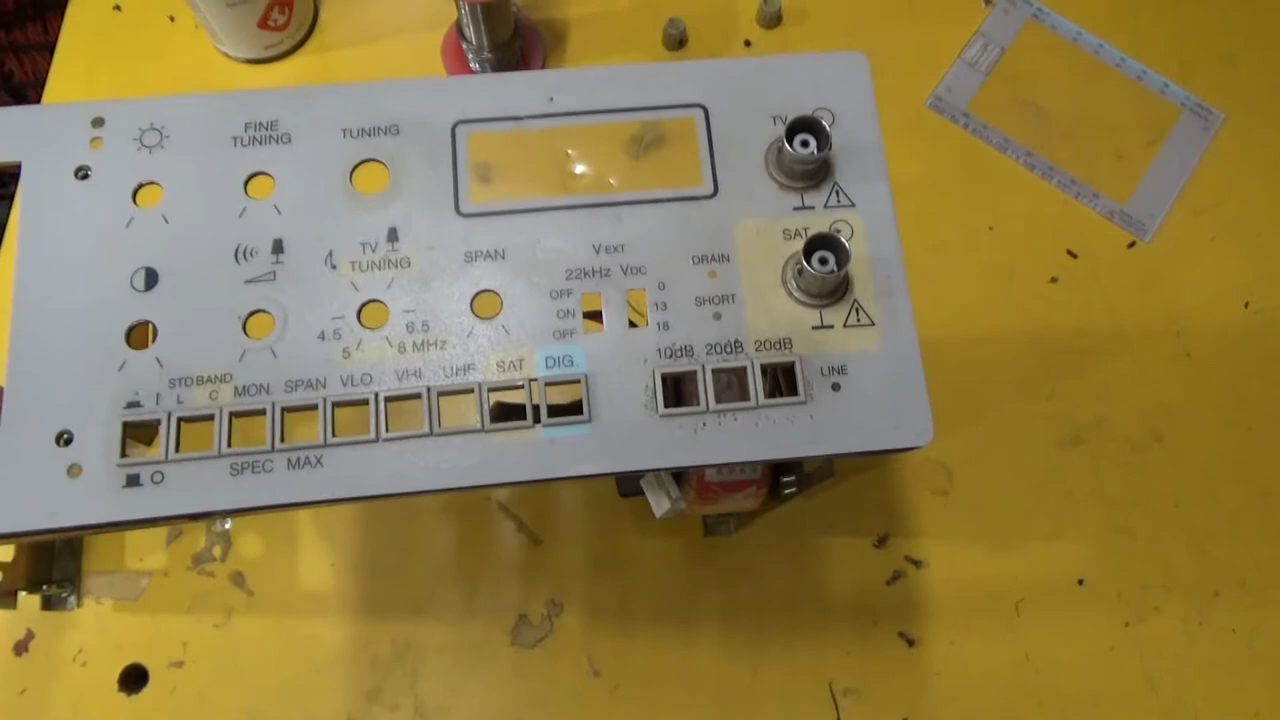 FINE
TUNING
TUNING
TV
SAT
TV
TUNING
4.5
6.5
5
8 MHz
SPAN
VEXT
22kHz VDC
OFF
ON
OFF
0
13
18
DRAIN
SHORT
10dB 20dB 20dB
LINE
STD BAND
L C MON. SPAN VLO VHI UHF SAT DIG.
SPEC MAX